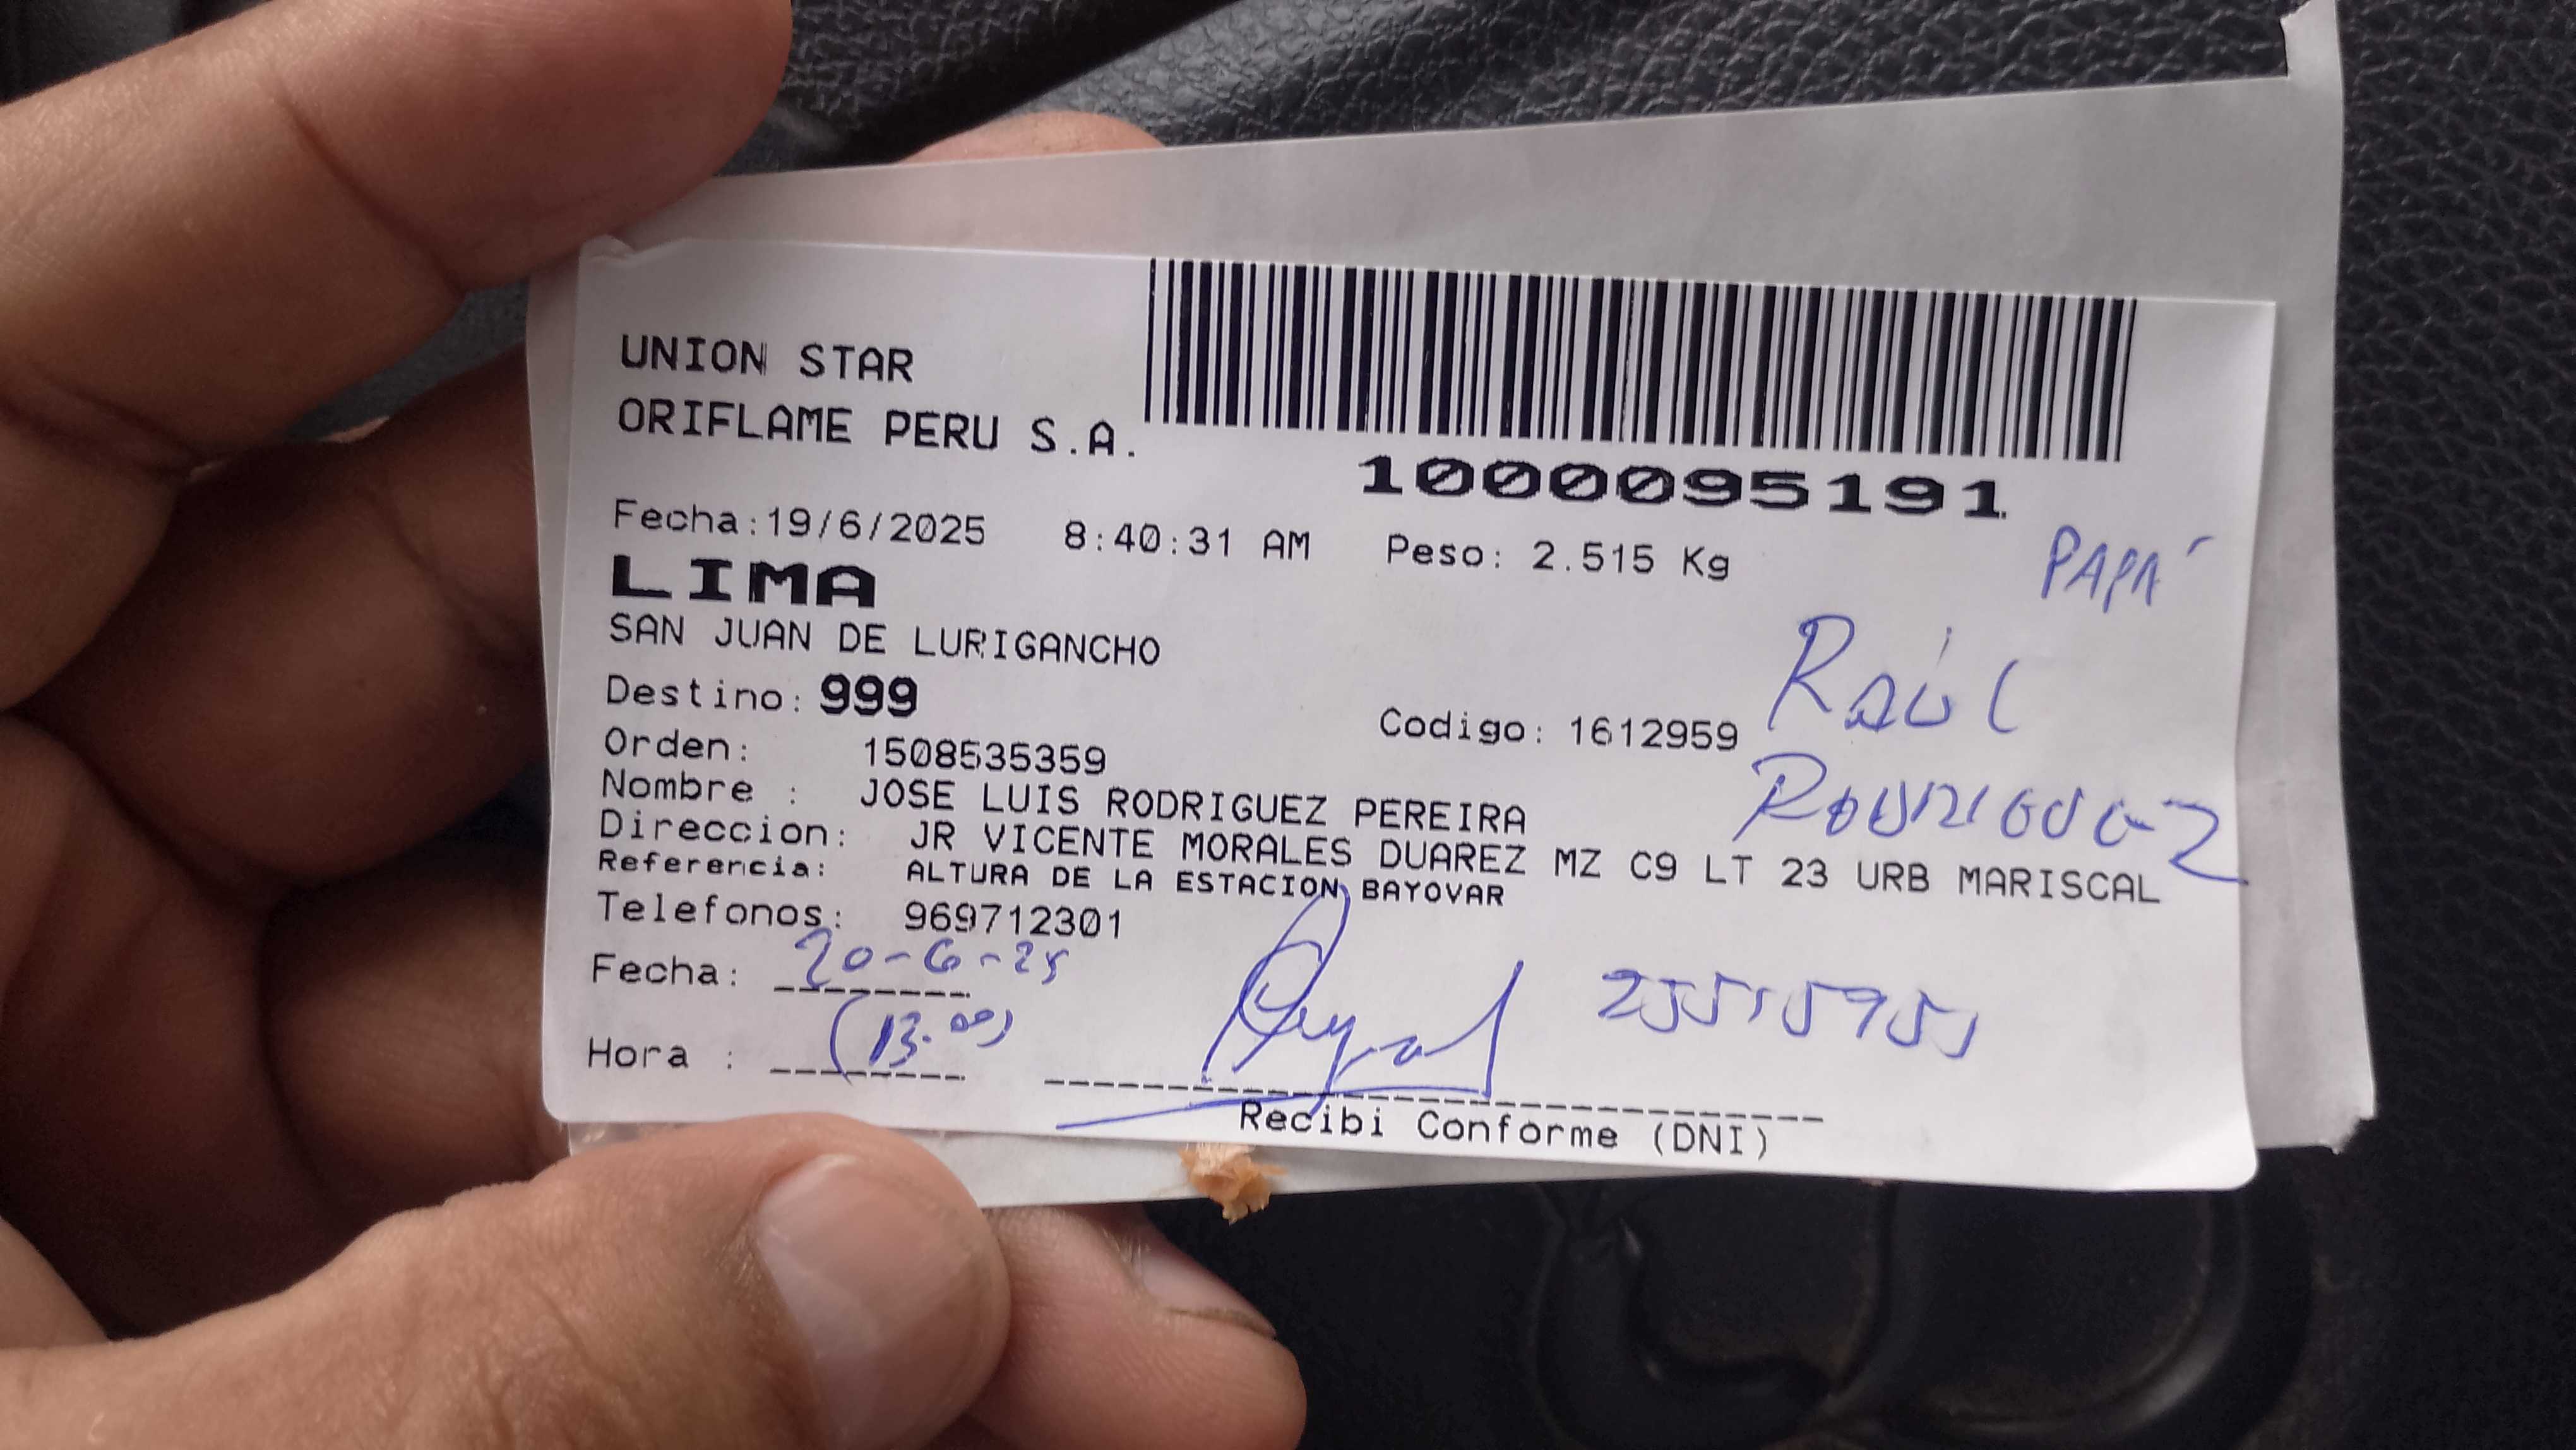 UNION STAR
ORIFLAME PERU S.A.
1000095191
Fecha:19/6/2025 8:40:31 AM Peso: 2.515 Kg
PAPÁ
LIMA
SAN JUAN DE LURIGANCHO
Raúl
Destino: 999
Codigo: 1612959
Orden: 1508535359
Rodriguez
Nombre : JOSE LUIS RODRIGUEZ PEREIRA
Direccion: JR VICENTE MORALES DUAREZ MZ C9 LT 23 URB MARISCAL
Referencia: ALTURA DE LA ESTACION BAYOVAR
Telefonos: 969712301
Fecha: 20-6-25
Hora : (13.00)
Recibi Conforme (DNI)